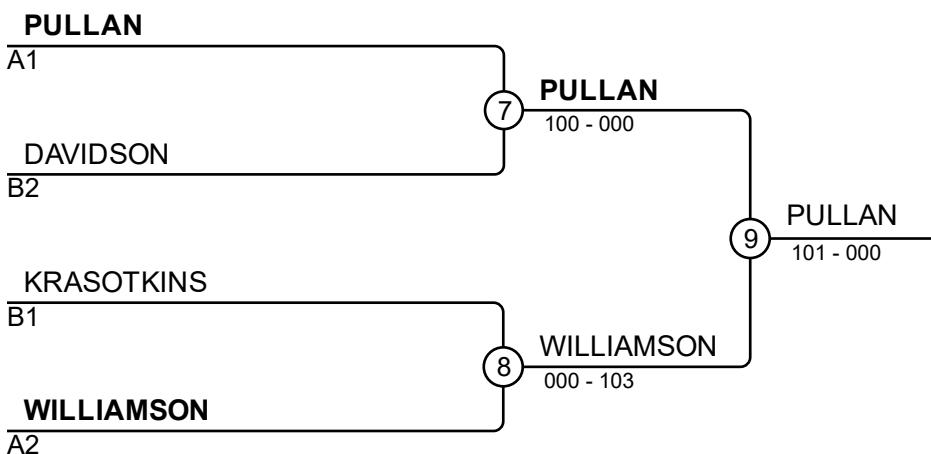 PULLAN
A1
7
PULLAN
100 - 000
DAVIDSON
B2
9
PULLAN
101 - 000
KRASOTKINS
B1
8
WILLIAMSON
000 - 103
WILLIAMSON
A2